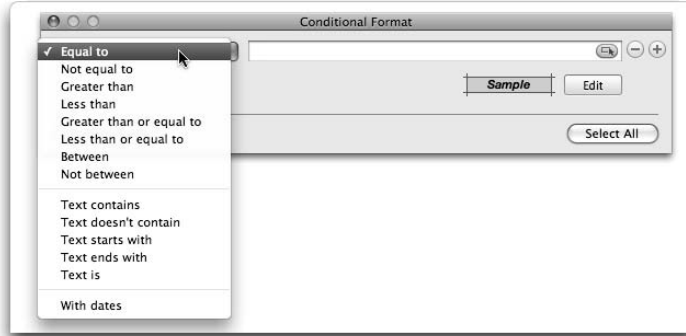 Conditional Format
✓ Equal to
Not equal to
Greater than
Less than
Greater than or equal to
Less than or equal to
Between
Not between
Text contains
Text doesn't contain
Text starts with
Text ends with
Text is
With dates
Sample
Edit
Select All